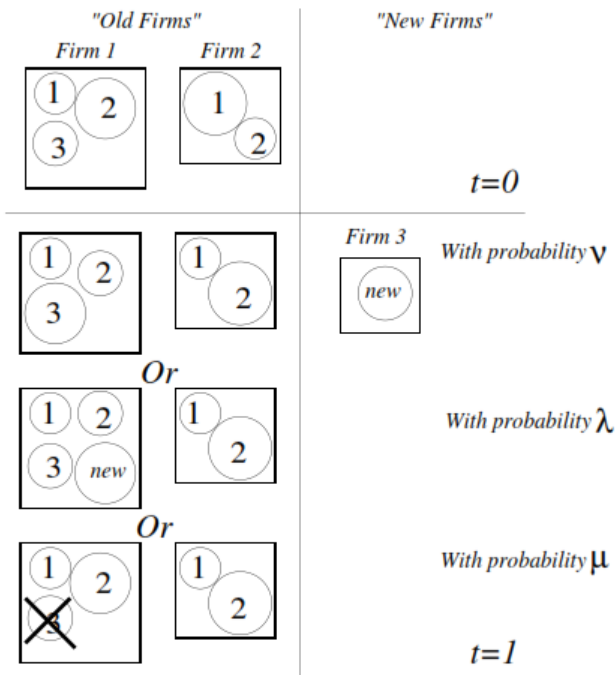 "Old Firms" "New Firms"
Firm 1 Firm 2
1 2 3 1 2
t=0
Firm 3
With probability ν
1 2 3 1 2 new
Or
With probability λ
1 2 3 new 1 2
Or
With probability μ
1 2 3 1 2
t=1